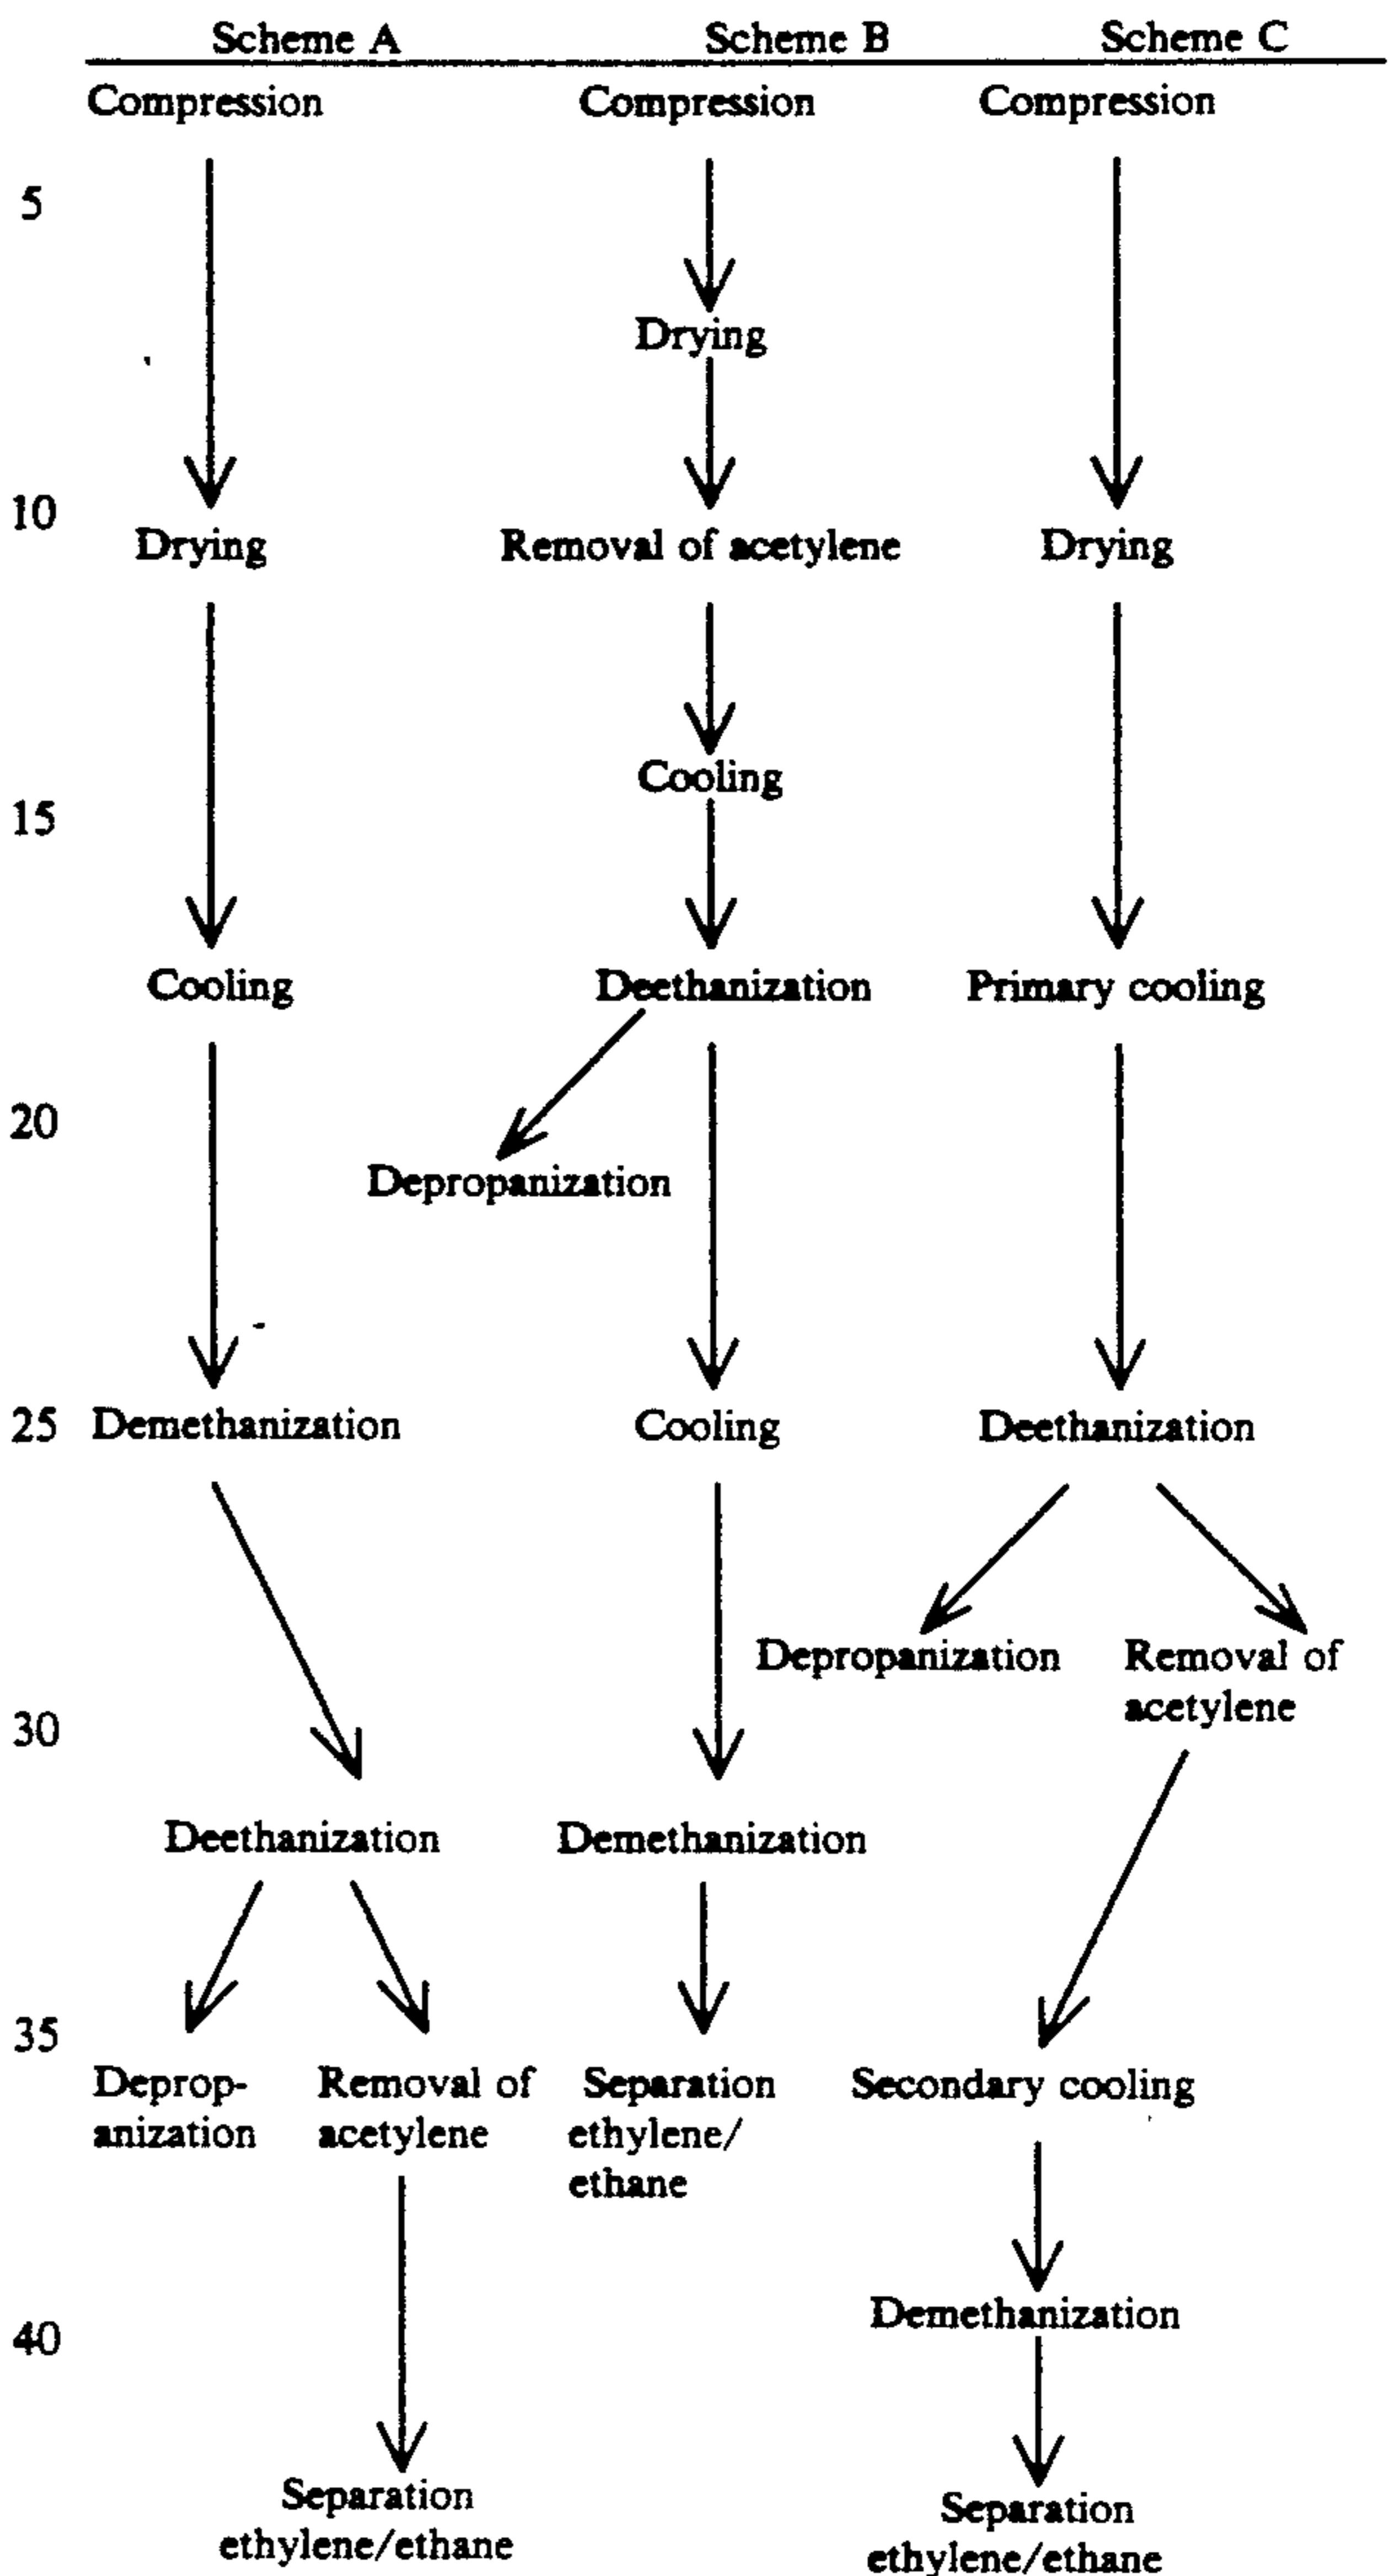 Scheme A Scheme B Scheme C
Compression Compression Compression
5
Drying
10
Drying Removal of acetylene Drying
Cooling
15
Cooling Deethanization Primary cooling
20
Depropanization
25 Demethanization Cooling Deethanization
Depropanization Removal of
acetylene
30
Deethanization Demethanization
35
Deprop- Removal of Separation Secondary cooling
anization acetylene ethylene/
ethane
Demethanization
40
Separation Separation
ethylene/ethane ethylene/ethane